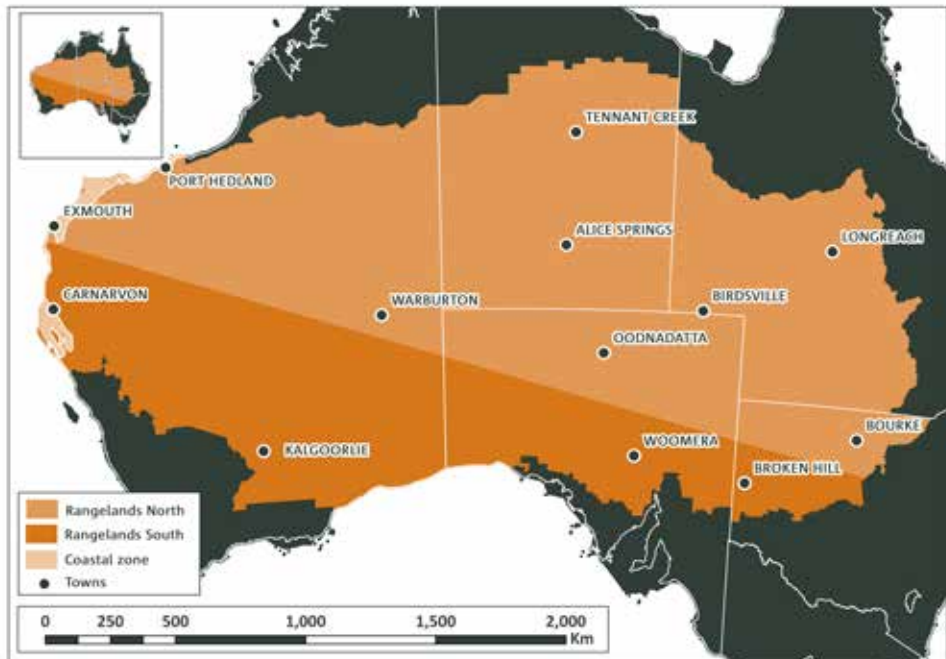 TENNANT CREEK
PORT HEDLAND
EXMOUTH
ALICE SPRINGS
LONGREACH
CARNARVON
WARBURTON
BIRDSVILLE
OODNADATTA
BOURKE
WOOMERA
KALGOORLIE
BROKEN HILL
Rangelands North
Rangelands South
Coastal zone
Towns
0 250 500 1,000 1,500 2,000
Km